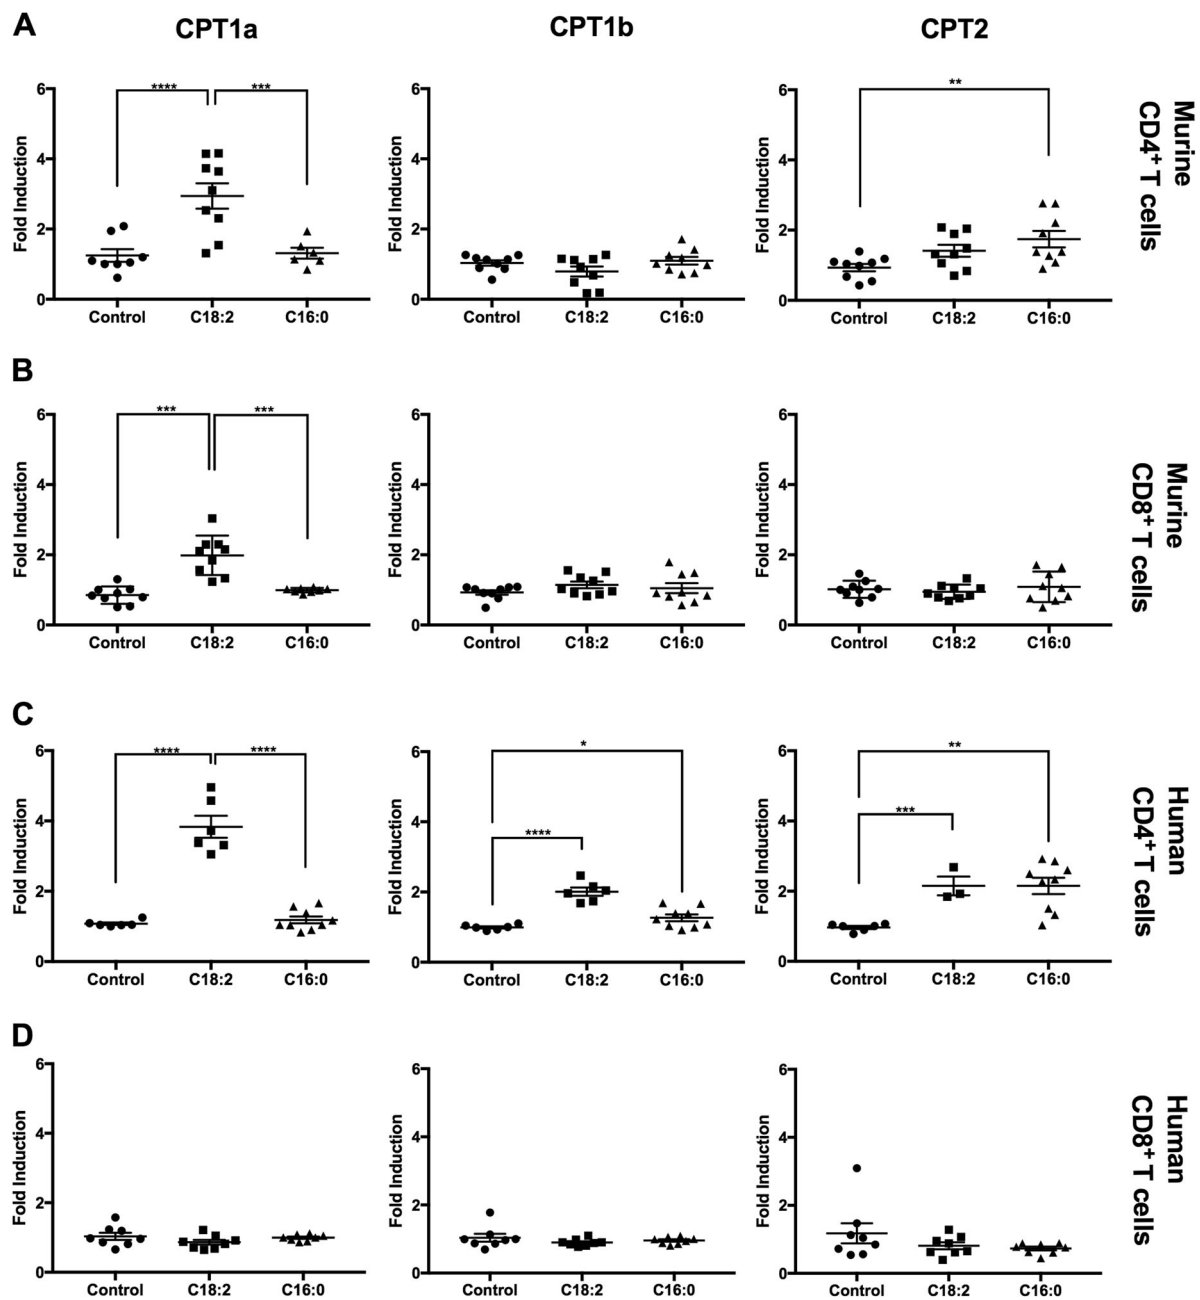 A
CPT1a
CPT1b
CPT2
Fold Induction
6
4
2
0
****
***
Control
C18:2
C16:0
Fold Induction
6
4
2
0
Control
C18:2
C16:0
Fold Induction
6
4
2
0
**
Control
C18:2
C16:0
Murine
CD4+ T cells
B
Fold Induction
6
4
2
0
***
***
Control
C18:2
C16:0
Fold Induction
6
4
2
0
Control
C18:2
C16:0
Fold Induction
6
4
2
0
Control
C18:2
C16:0
Murine
CD8+ T cells
C
Fold Induction
6
4
2
0
****
****
Control
C18:2
C16:0
Fold Induction
6
4
2
0
*
****
Control
C18:2
C16:0
Fold Induction
6
4
2
0
**
***
Control
C18:2
C16:0
Human
CD4+ T cells
D
Fold Induction
6
4
2
0
Control
C18:2
C16:0
Fold Induction
6
4
2
0
Control
C18:2
C16:0
Fold Induction
6
4
2
0
Control
C18:2
C16:0
Human
CD8+ T cells